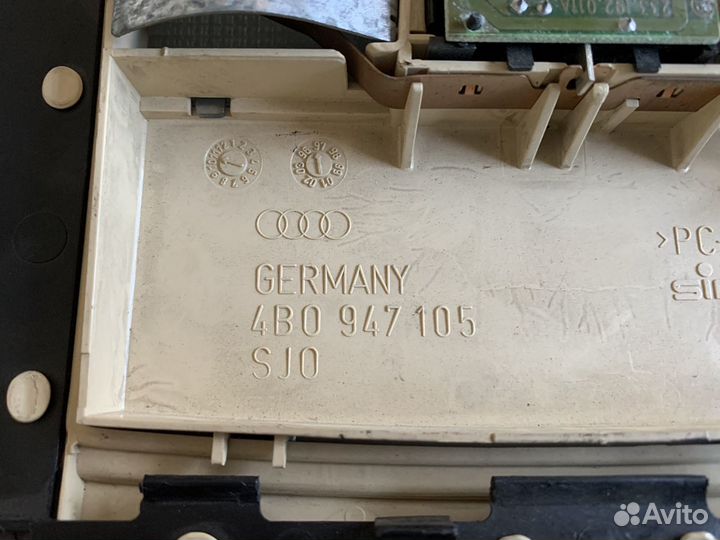 GERMANY
4B0 947 105
SJ0
>PC-
Avito